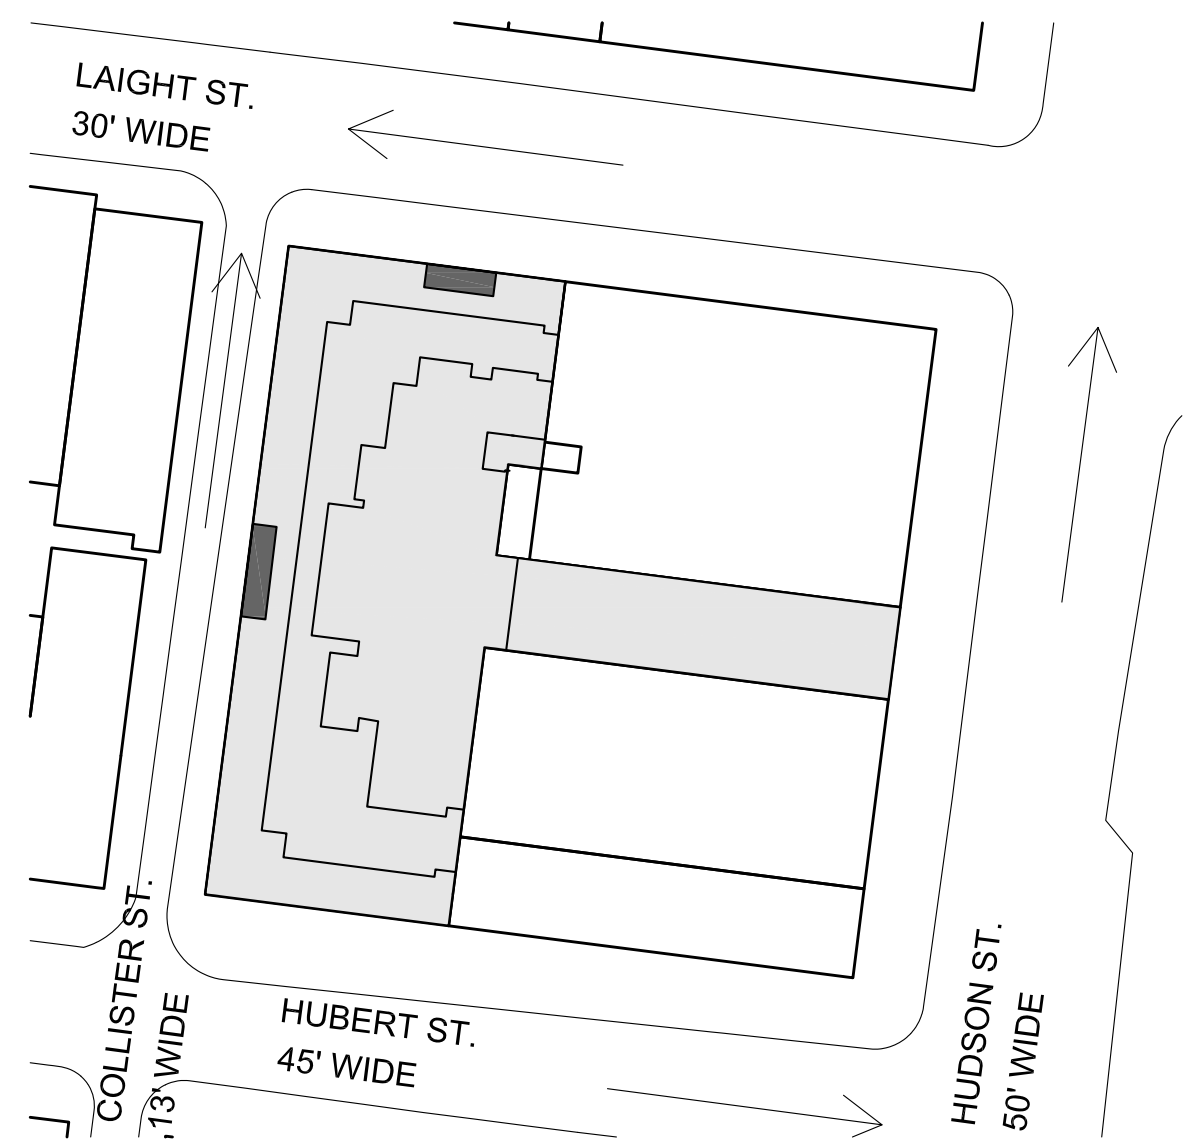 LAIGHT ST.
30' WIDE
COLLISTER ST.
13' WIDE
HUBERT ST.
45' WIDE
HUDSON ST.
50' WIDE